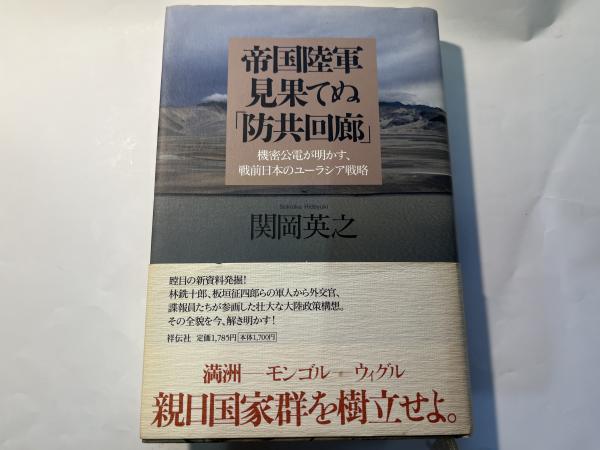 帝国陸軍
見果てぬ
「防共回廊」
機密公電が明かす、
戦前日本のユーラシア戦略
Sekioka Hideyuki
関岡英之
瞠目の新資料発掘!
林銑十郎、板垣征四郎らの軍人から外交官、
諜報員たちが参画した壮大な大陸政策構想。
その全貌を今、解き明かす!
祥伝社 定価1,785円 本体1,700円
満洲―モンゴル―ウィグル
親日国家群を樹立せよ。